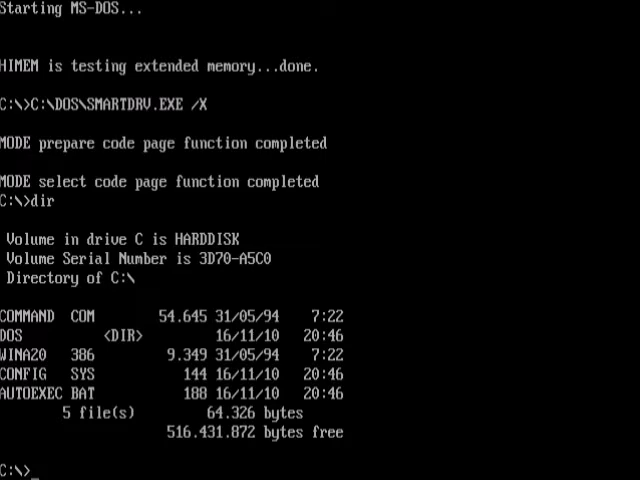 Starting MS-DOS...
HIMEM is testing extended memory...done.
C:\>C:\DOS\SMARTDRV.EXE /X
MODE prepare code page function completed
MODE select code page function completed
C:\>dir
Volume in drive C is HARDDISK
Volume Serial Number is 3D70-A5C0
Directory of C:\
COMMAND  COM        54.645 31/05/94   7:22
DOS          <DIR>         16/11/10  20:46
WINA20   386         9.349 31/05/94   7:22
CONFIG   SYS           144 16/11/10  20:46
AUTOEXEC BAT           188 16/11/10  20:46
5 file(s)         64.326 bytes
516.431.872 bytes free
C:\>_